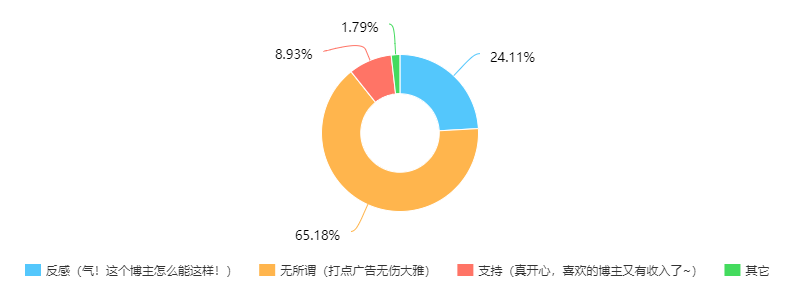 1.79%
8.93%
24.11%
65.18%
反感（气！这个博主怎么能这样！）
无所谓（打点广告无伤大雅）
支持（真开心，喜欢的博主又有收入了~）
其它